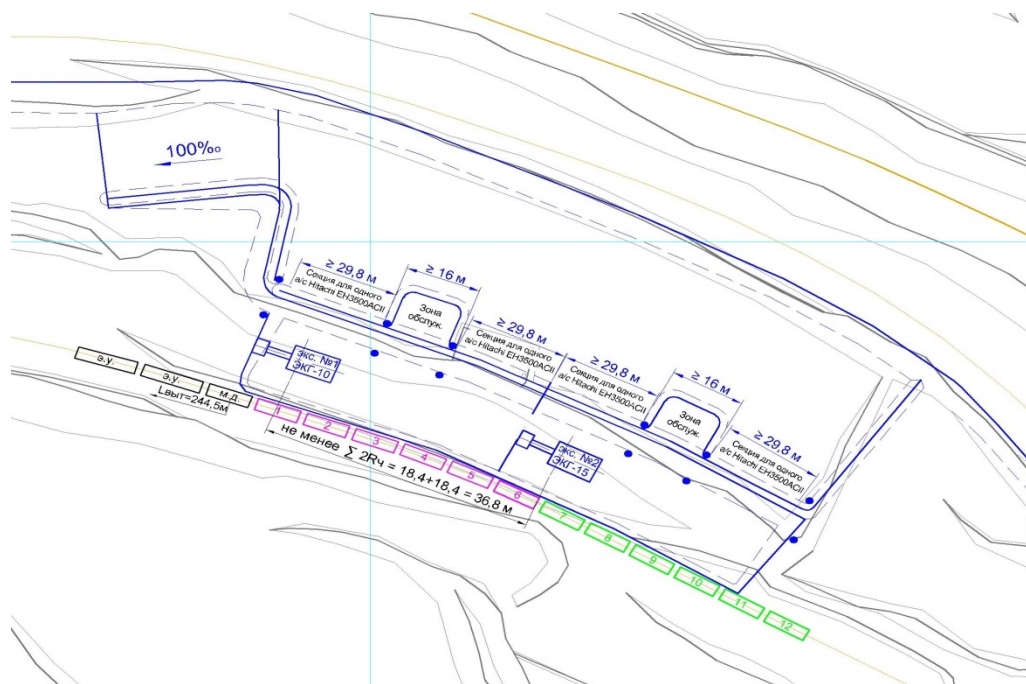 100‰
≥ 29,8 м
Секция для одного
а/с Hitachi EH3500ACII
≥ 16 м
Зона
обслуж.
≥ 29,8 м
Секция для одного
а/с Hitachi EH3500ACII
≥ 29,8 м
Секция для одного
а/с Hitachi EH3500ACII
≥ 16 м
Зона
обслуж.
≥ 29,8 м
Секция для одного
а/с Hitachi EH3500ACII
Экс. №1
ЭКГ-10
Экс. №2
ЭКГ-15
э.у.
э.у.
м.д.
Lвыт=244,5м
1
2
3
4
5
6
не менее ∑ 2Rч = 18,4+18,4 = 36,8 м
7
8
9
10
11
12